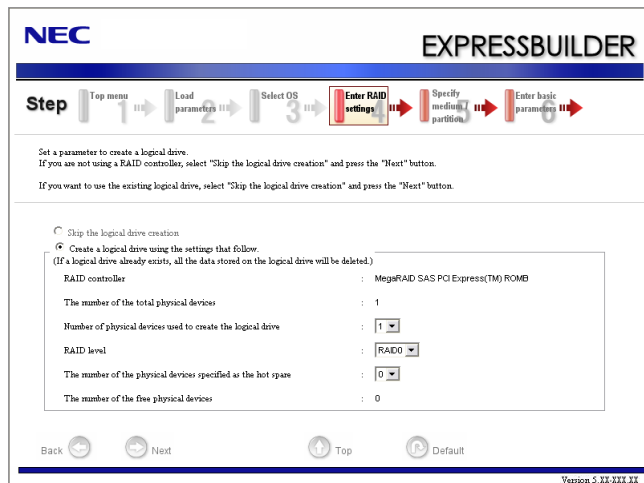 NEC
EXPRESSBUILDER
Step
Top menu
1
Load
parameters
2
Select OS
3
Enter RAID
settings
4
Specify
medium /
partition
5
Enter basic
parameters
6
Set a parameter to create a logical drive.
If you are not using a RAID controller, select "Skip the logical drive creation" and press the "Next" button.
If you want to use the existing logical drive, select "Skip the logical drive creation" and press the "Next" button.
Skip the logical drive creation
Create a logical drive using the settings that follow.
(If a logical drive already exists, all the data stored on the logical drive will be deleted.)
RAID controller : MegaRAID SAS PCI Express(TM) ROMB
The number of the total physical devices : 1
Number of physical devices used to create the logical drive : 1
RAID level : RAID0
The number of the physical devices specified as the hot spare : 0
The number of the free physical devices : 0
Back Next Top Default
Version 5.XX-XXX.XX